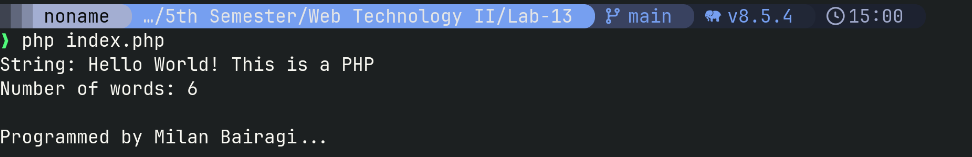 noname …/5th Semester/Web Technology II/Lab-13 main v8.5.4 15:00
❯ php index.php
String: Hello World! This is a PHP
Number of words: 6
Programmed by Milan Bairagi...